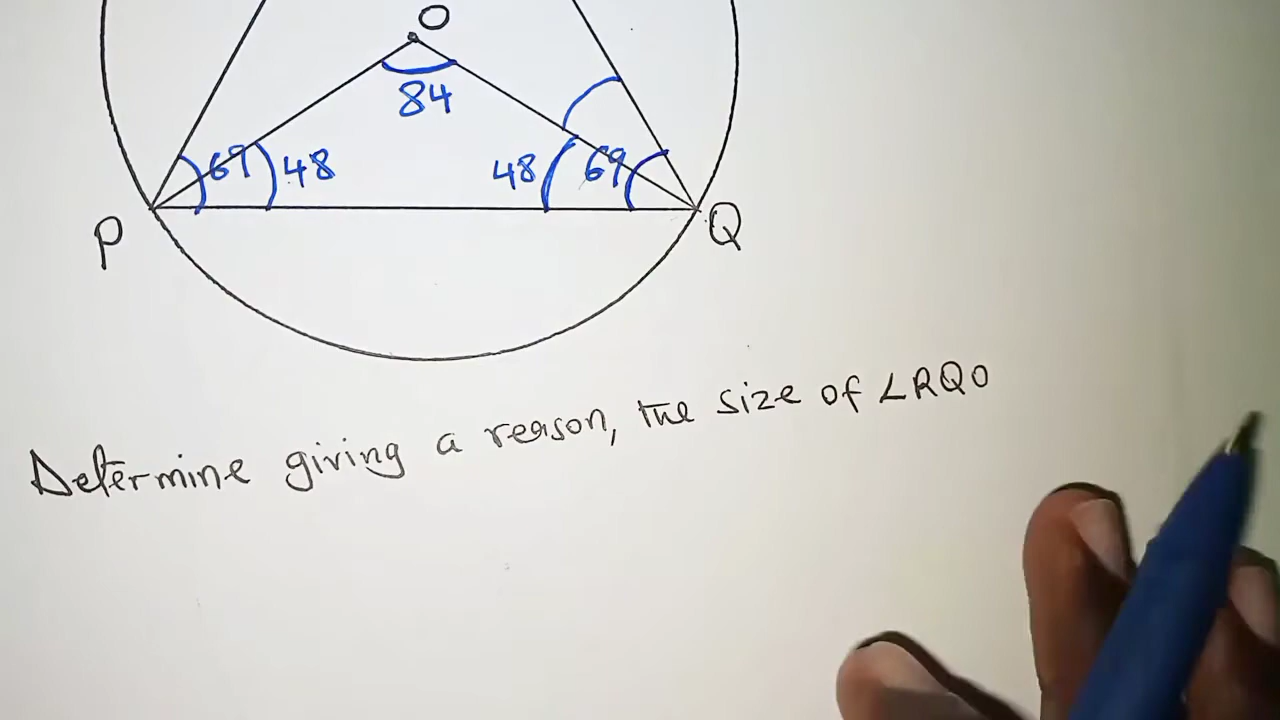 O
84
69 48 48 69
P Q
Determine giving a reason, the size of ∠RQO